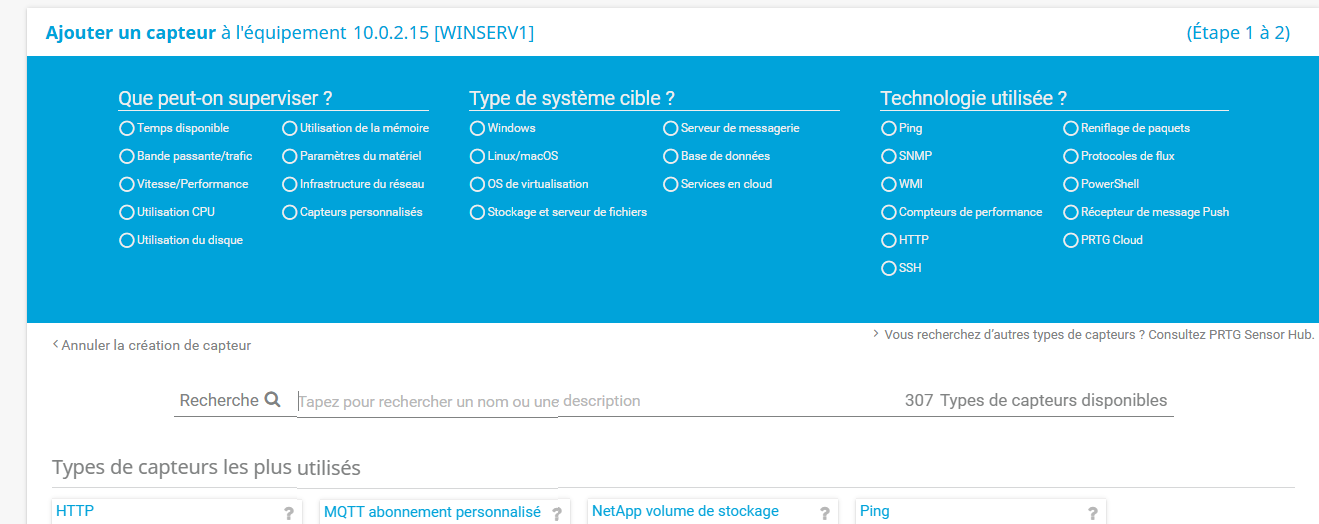 Ajouter un capteur à l'équipement 10.0.2.15 [WINSERV1] (Étape 1 à 2)
Que peut-on superviser ? Type de système cible ? Technologie utilisée ?
Temps disponible Utilisation de la mémoire Windows Serveur de messagerie Ping Reniflage de paquets
Bande passante/trafic Paramètres du matériel Linux/macOS Base de données SNMP Protocoles de flux
Vitesse/Performance Infrastructure du réseau OS de virtualisation Services en cloud WMI PowerShell
Utilisation CPU Capteurs personnalisés Stockage et serveur de fichiers Compteurs de performance Récepteur de message Push
Utilisation du disque HTTP PRTG Cloud
SSH
< Annuler la création de capteur > Vous recherchez d'autres types de capteurs ? Consultez PRTG Sensor Hub.
Recherche Tapez pour rechercher un nom ou une description 307 Types de capteurs disponibles
Types de capteurs les plus utilisés
HTTP ? MQTT abonnement personnalisé ? NetApp volume de stockage ? Ping ?